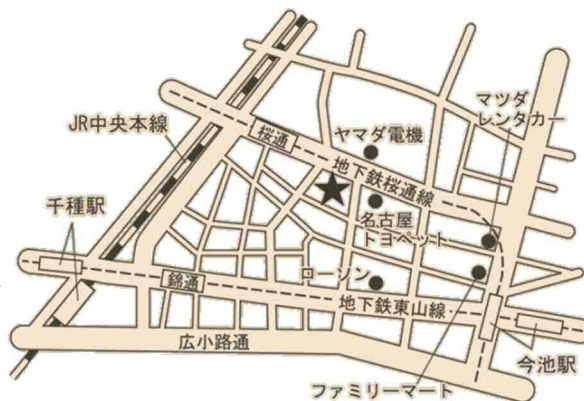 マツダ
レンタカー
ヤマダ電機
JR中央本線
桜通
地下鉄桜通線
千種駅
名古屋
トヨペット
錦通
ローソン
地下鉄東山線
広小路通
今池駅
ファミリーマート